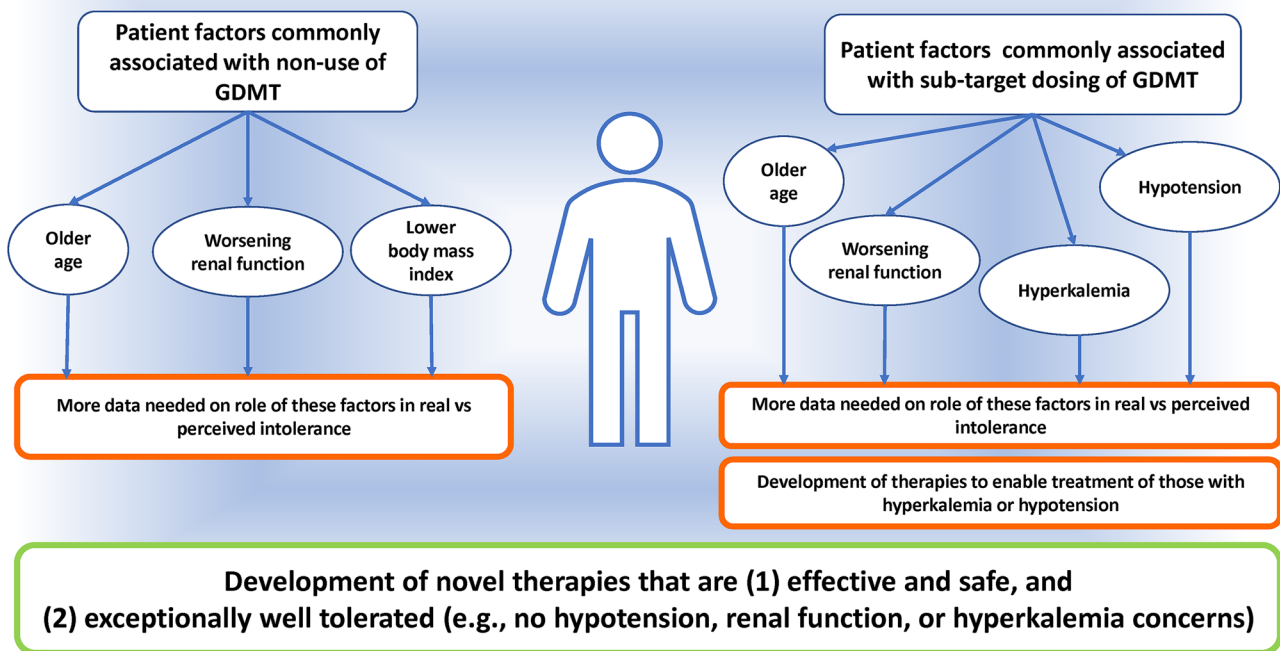 Patient factors commonly
associated with non-use of
GDMT
Older
age
Worsening
renal function
Lower
body mass
index
More data needed on role of these factors in real vs
perceived intolerance
Patient factors commonly associated
with sub-target dosing of GDMT
Older
age
Worsening
renal function
Hyperkalemia
Hypotension
More data needed on role of these factors in real vs perceived
intolerance
Development of therapies to enable treatment of those with
hyperkalemia or hypotension
Development of novel therapies that are (1) effective and safe, and
(2) exceptionally well tolerated (e.g., no hypotension, renal function, or hyperkalemia concerns)